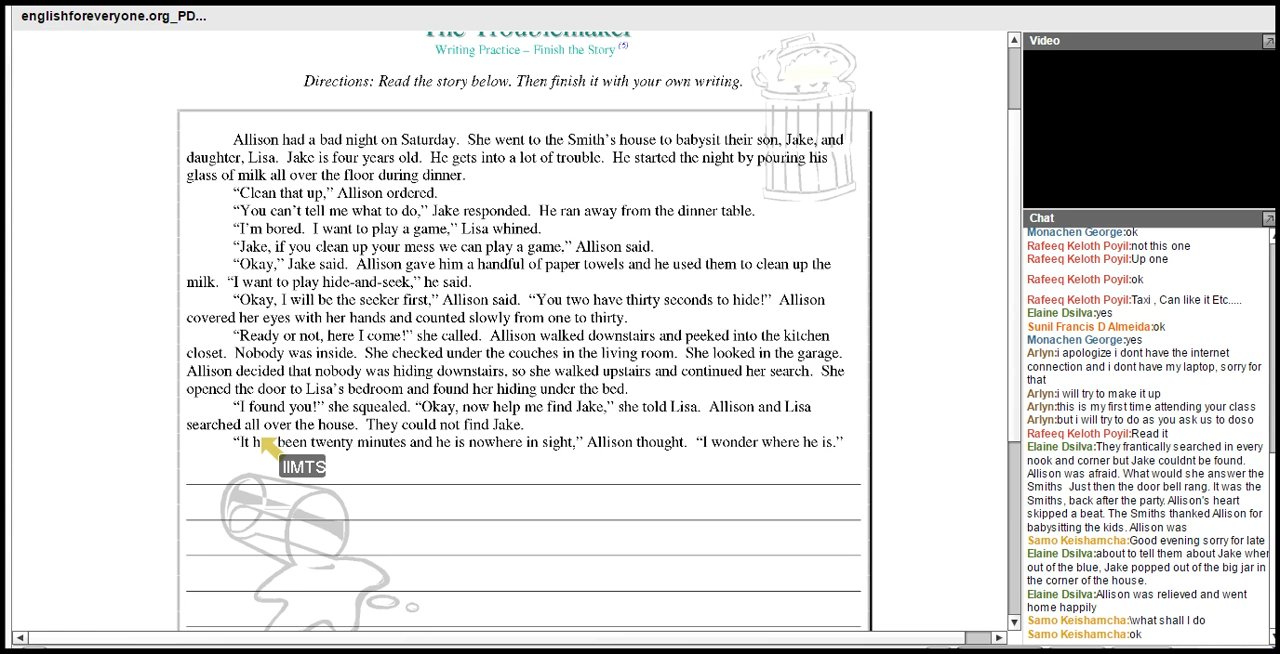 englishforeveryone.org_PD...
The Troublemaker
Writing Practice – Finish the Story (5)
Directions: Read the story below. Then finish it with your own writing.
Allison had a bad night on Saturday. She went to the Smith's house to babysit their son, Jake, and
daughter, Lisa. Jake is four years old. He gets into a lot of trouble. He started the night by pouring his
glass of milk all over the floor during dinner.
“Clean that up,” Allison ordered.
“You can't tell me what to do,” Jake responded. He ran away from the dinner table.
“I'm bored. I want to play a game,” Lisa whined.
“Jake, if you clean up your mess we can play a game,” Allison said.
“Okay,” Jake said. Allison gave him a handful of paper towels and he used them to clean up the
milk. “I want to play hide-and-seek,” he said.
“Okay, I will be the seeker first,” Allison said. “You two have thirty seconds to hide!” Allison
covered her eyes with her hands and counted slowly from one to thirty.
“Ready or not, here I come!” she called. Allison walked downstairs and peeked into the kitchen
closet. Nobody was inside. She checked under the couches in the living room. She looked in the garage.
Allison decided that nobody was hiding downstairs, so she walked upstairs and continued her search. She
opened the door to Lisa's bedroom and found her hiding under the bed.
“I found you!” she squealed. “Okay, now help me find Jake,” she told Lisa. Allison and Lisa
searched all over the house. They could not find Jake.
“It h been twenty minutes and he is nowhere in sight,” Allison thought. “I wonder where he is.”
IIMTS
Video
Chat
Monachen George:ok
Rafeeq Keloth Poyil:not this one
Rafeeq Keloth Poyil:Up one
Rafeeq Keloth Poyil:ok
Rafeeq Keloth Poyil:Taxi , Can like it Etc.....
Elaine Dsilva:yes
Sunil Francis D Almeida:ok
Monachen George:yes
Arlyn:i apologize i dont have the internet
connection and i dont have my laptop, sorry for
that
Arlyn:i will try to make it up
Arlyn:this is my first time attending your class
Arlyn:but i will try to do as you ask us to doso
Rafeeq Keloth Poyil:Read it
Elaine Dsilva:They frantically searched in every
nook and corner but Jake couldnt be found.
Allison was afraid. What would she answer the
Smiths Just then the door bell rang. It was the
Smiths, back after the party. Allison's heart
skipped a beat. The Smiths thanked Allison for
babysitting the kids. Allison was
Samo Keishamcha:Good evening sorry for late
Elaine Dsilva:about to tell them about Jake wher
out of the blue, Jake popped out of the big jar in
the corner of the house.
Elaine Dsilva:Allison was relieved and went
home happily
Samo Keishamcha:\what shall I do
Samo Keishamcha:ok